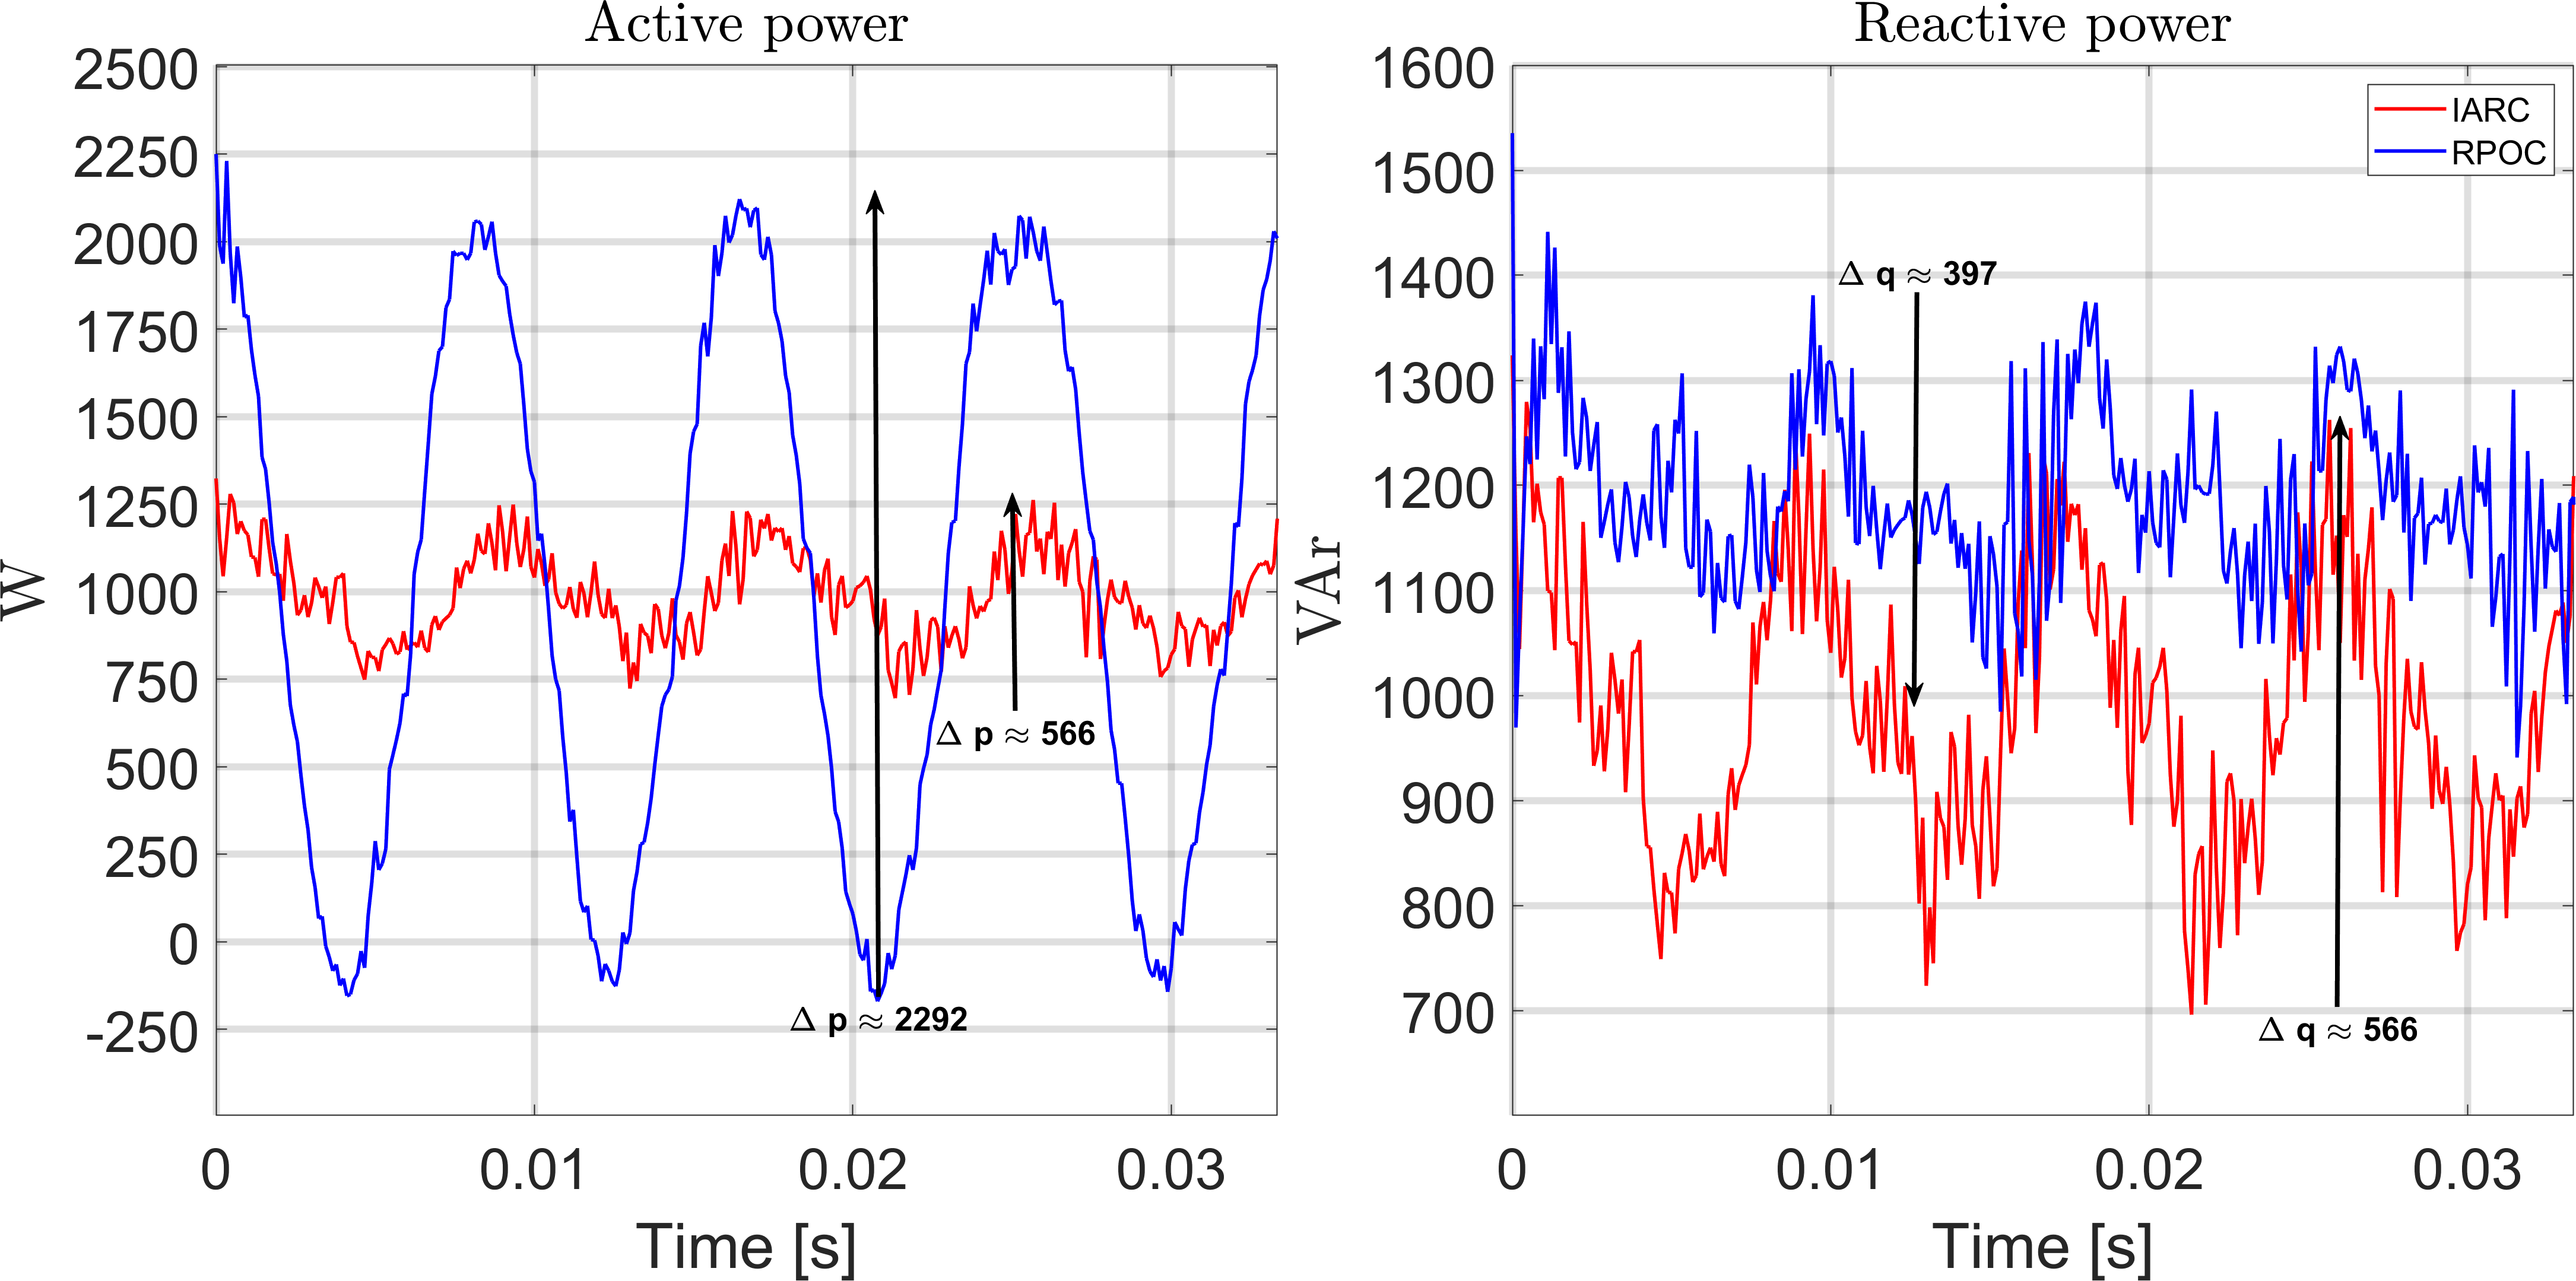 Active power
2500
2250
2000
1750
1500
1250
1000
750
500
250
0
-250
W
Δ p ≈ 566
Δ p ≈ 2292
0 0.01 0.02 0.03
Time [s]
Reactive power
1600
1500
1400
1300
1200
1100
1000
900
800
700
VAr
IARC
RPOC
Δ q ≈ 397
Δ q ≈ 566
0 0.01 0.02 0.03
Time [s]